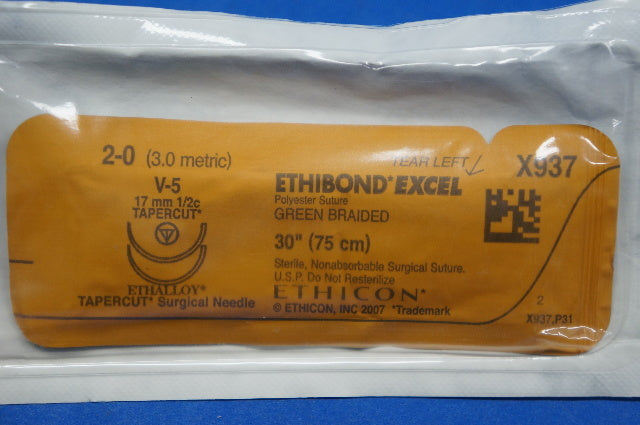 2-0 (3.0 metric)
V-5
17 mm 1/2c
TAPERCUT*
ETHALLOY*
TAPERCUT* Surgical Needle
TEAR LEFT
ETHIBOND*EXCEL
Polyester Suture
GREEN BRAIDED
30" (75 cm)
Sterile, Nonabsorbable Surgical Suture.
U.S.P. Do Not Resterilize
ETHICON*
© ETHICON, INC 2007 *Trademark
X937
2
X937.P31